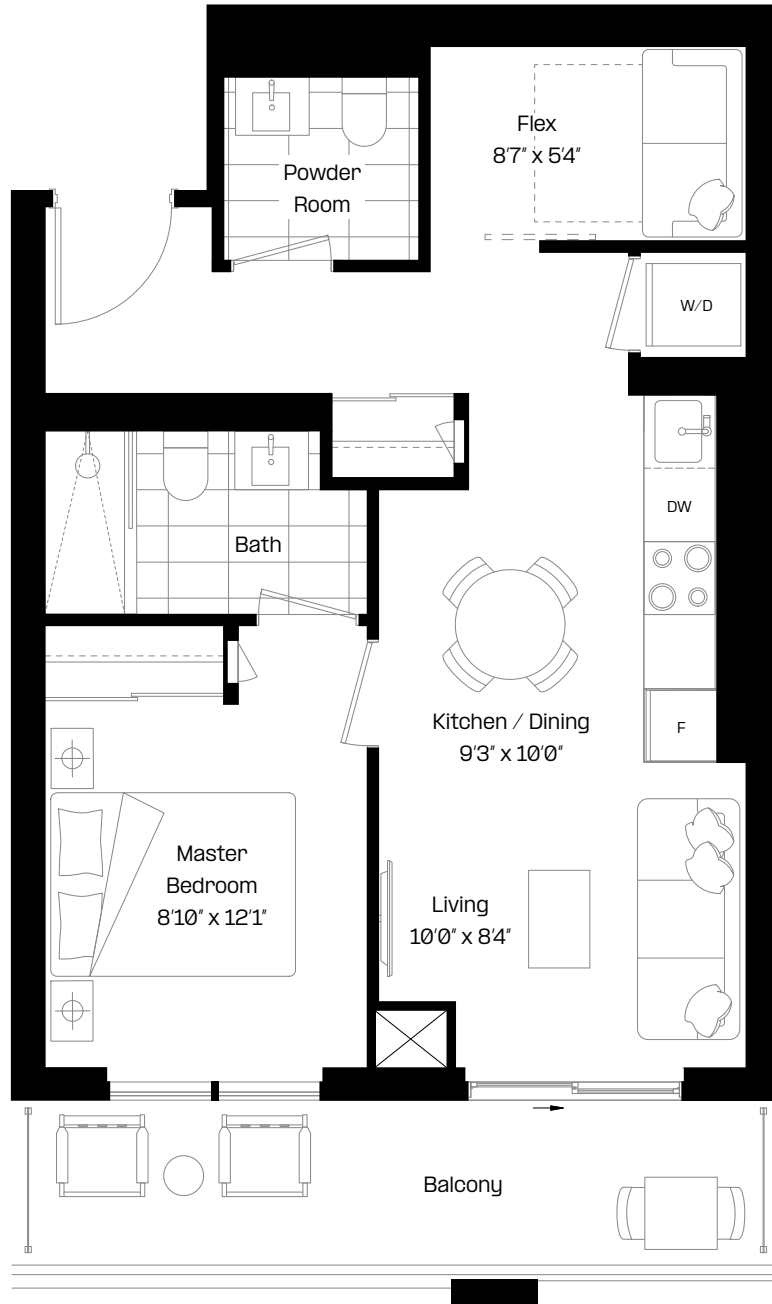 Flex
8'7" x 5'4"
Powder
Room
W/D
DW
Bath
Kitchen / Dining
9'3" x 10'0"
F
Master
Bedroom
8'10" x 12'1"
Living
10'0" x 8'4"
Balcony